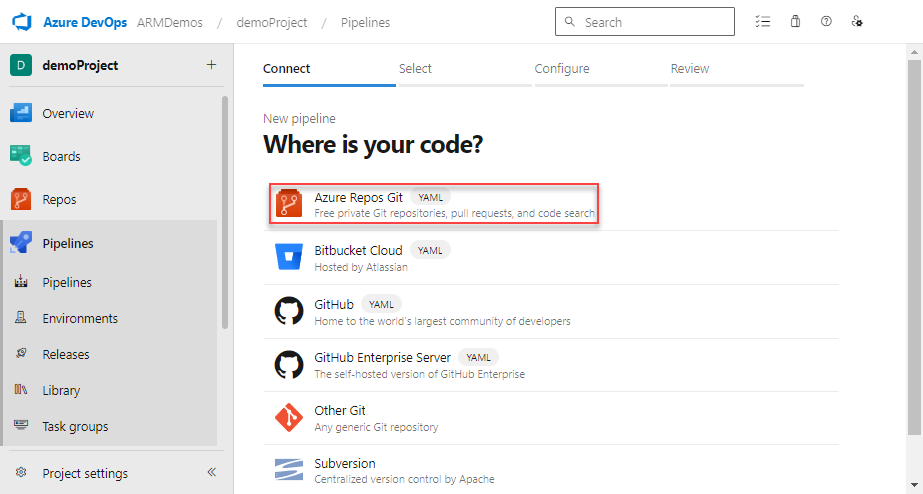 Azure DevOps ARMDemos / demoProject / Pipelines Search
D demoProject +
Overview
Boards
Repos
Pipelines
Pipelines
Environments
Releases
Library
Task groups
Project settings
Connect Select Configure Review
New pipeline
Where is your code?
Azure Repos Git YAML
Free private Git repositories, pull requests, and code search
Bitbucket Cloud YAML
Hosted by Atlassian
GitHub YAML
Home to the world's largest community of developers
GitHub Enterprise Server YAML
The self-hosted version of GitHub Enterprise
Other Git
Any generic Git repository
Subversion
Centralized version control by Apache